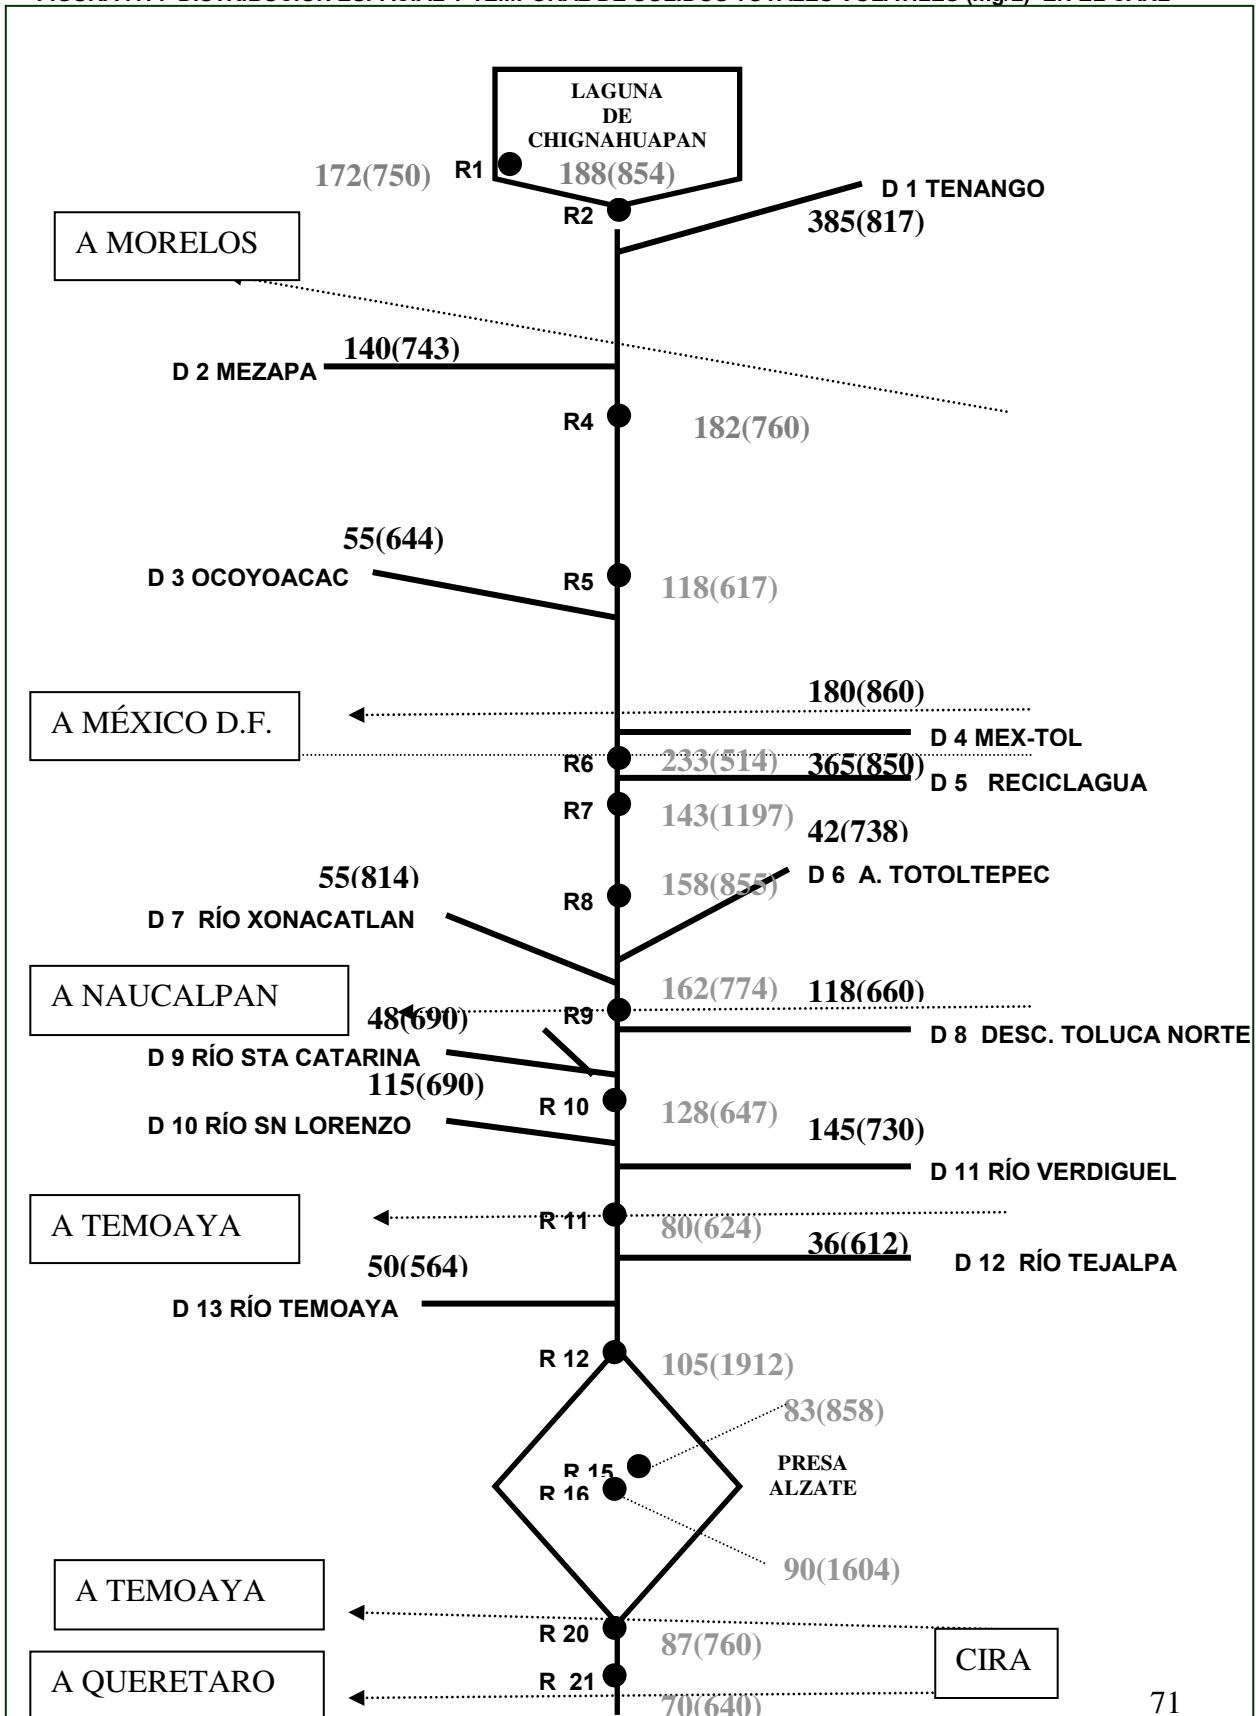 LAGUNA
DE
CHIGNAHUAPAN
172(750)
R1
188(854)
D 1 TENANGO
R2
385(817)
A MORELOS
140(743)
D 2 MEZAPA
R4
182(760)
55(644)
D 3 OCOYOACAC
R5
118(617)
180(860)
A MÉXICO D.F.
D 4 MEX-TOL
R6
233(514)
365(850)
D 5 RECICLAGUA
R7
143(1197)
42(738)
55(814)
R8
158(855)
D 6 A. TOTOLTEPEC
D 7 RÍO XONACATLAN
A NAUCALPAN
162(774)
118(660)
48(690)
R9
D 8 DESC. TOLUCA NORTE
D 9 RÍO STA CATARINA
115(690)
R 10
128(647)
D 10 RÍO SN LORENZO
145(730)
D 11 RÍO VERDIGUEL
A TEMOAYA
R 11
80(624)
36(612)
50(564)
D 12 RÍO TEJALPA
D 13 RÍO TEMOAYA
R 12
105(1912)
83(858)
R 15
PRESA
ALZATE
R 16
90(1604)
A TEMOAYA
R 20
87(760)
CIRA
A QUERETARO
R 21
70(640)
71